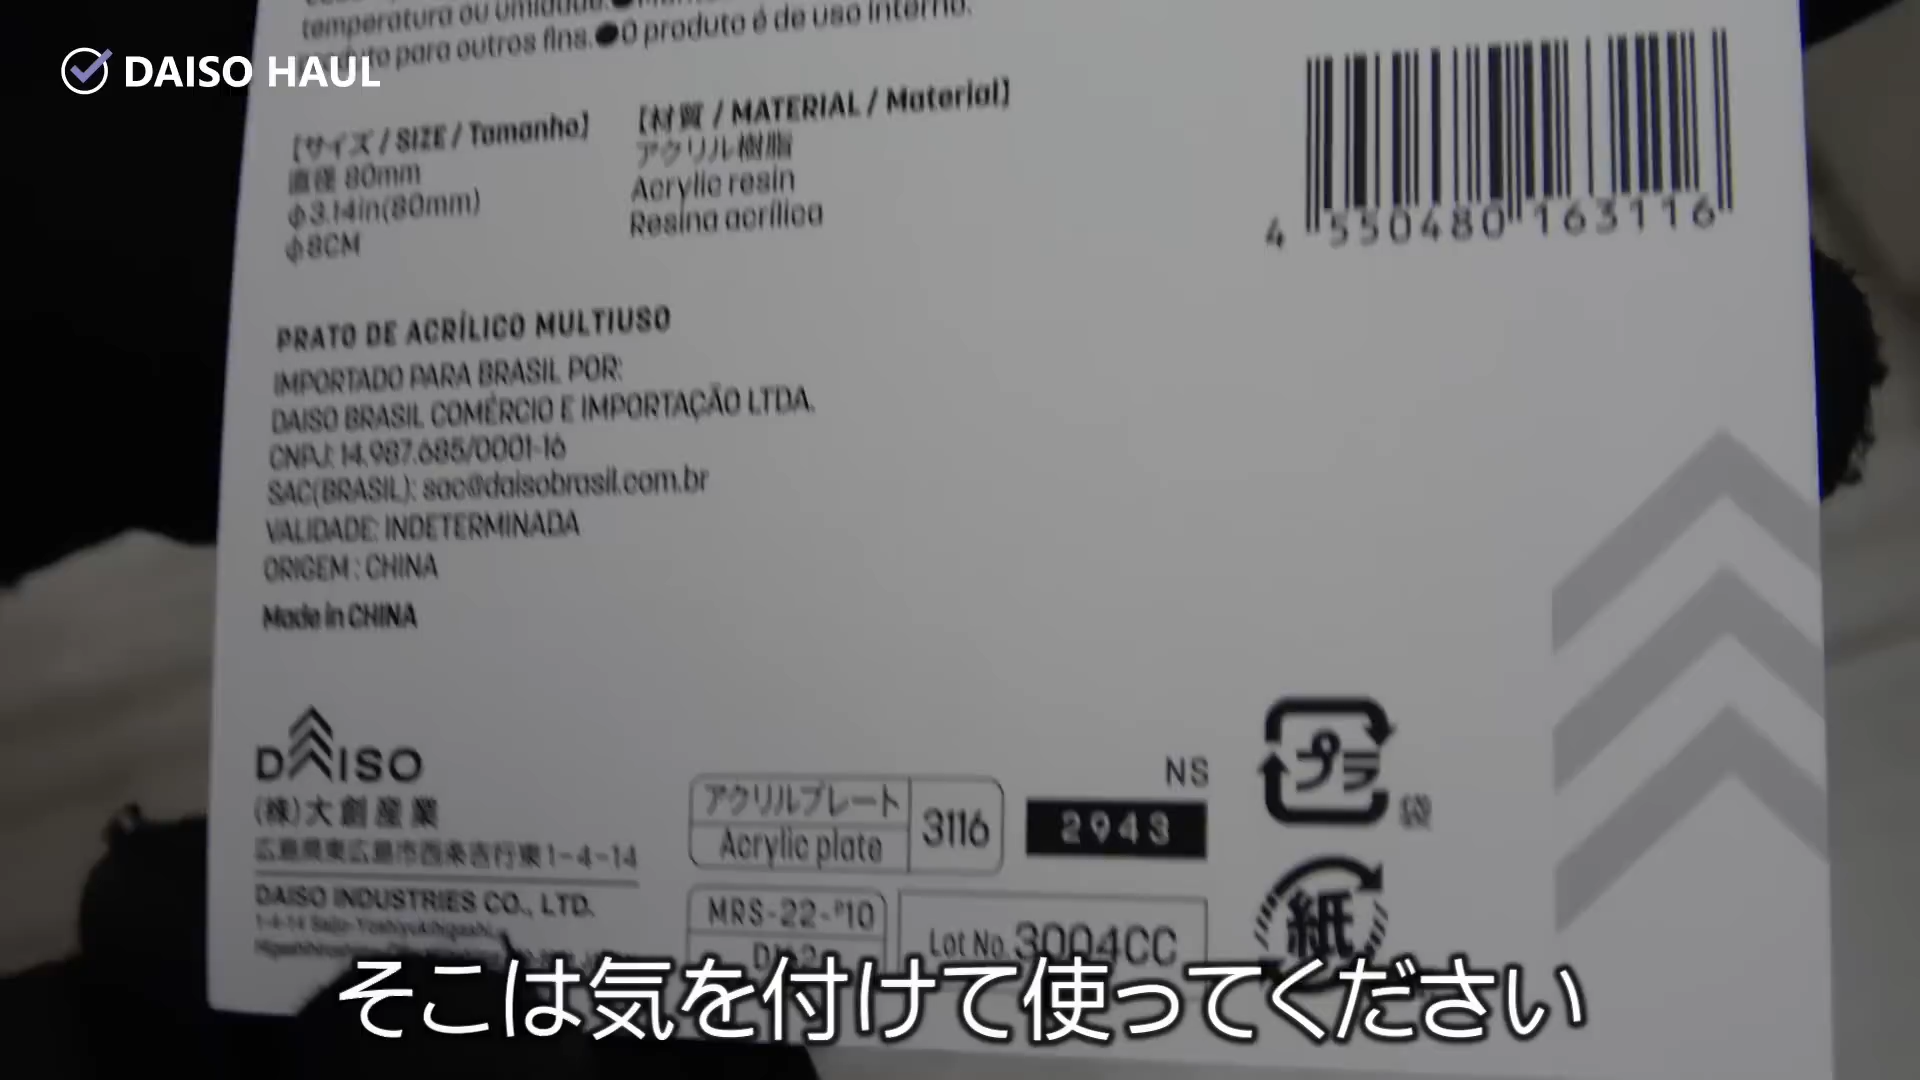 temperatura ou umidade.
produto para outros fins.●O produto é de uso interno.
DAISO HAUL
[サイズ / SIZE / Tamanho]
直径 80mm
φ3.14in(80mm)
φ8CM
[材質 / MATERIAL / Material]
アクリル樹脂
Acrylic resin
Resina acrílica
4 550480 163116
PRATO DE ACRÍLICO MULTIUSO
IMPORTADO PARA BRASIL POR:
DAISO BRASIL COMÉRCIO E IMPORTAÇÃO LTDA.
CNPJ: 14.987.685/0001-16
SAC(BRASIL): sac@daisobrasil.com.br
VALIDADE: INDETERMINADA
ORIGEM : CHINA
Made in CHINA
DAISO
(株)大創産業
広島県東広島市西条吉行東1-4-14
DAISO INDUSTRIES CO., LTD.
1-4-14 Saijo-Yoshiyukihigashi,
アクリルプレート
Acrylic plate
3116
NS
2943
MRS-22-P10
Lot No. 3004CC
プラ
袋
紙
そこは気を付けて使ってください